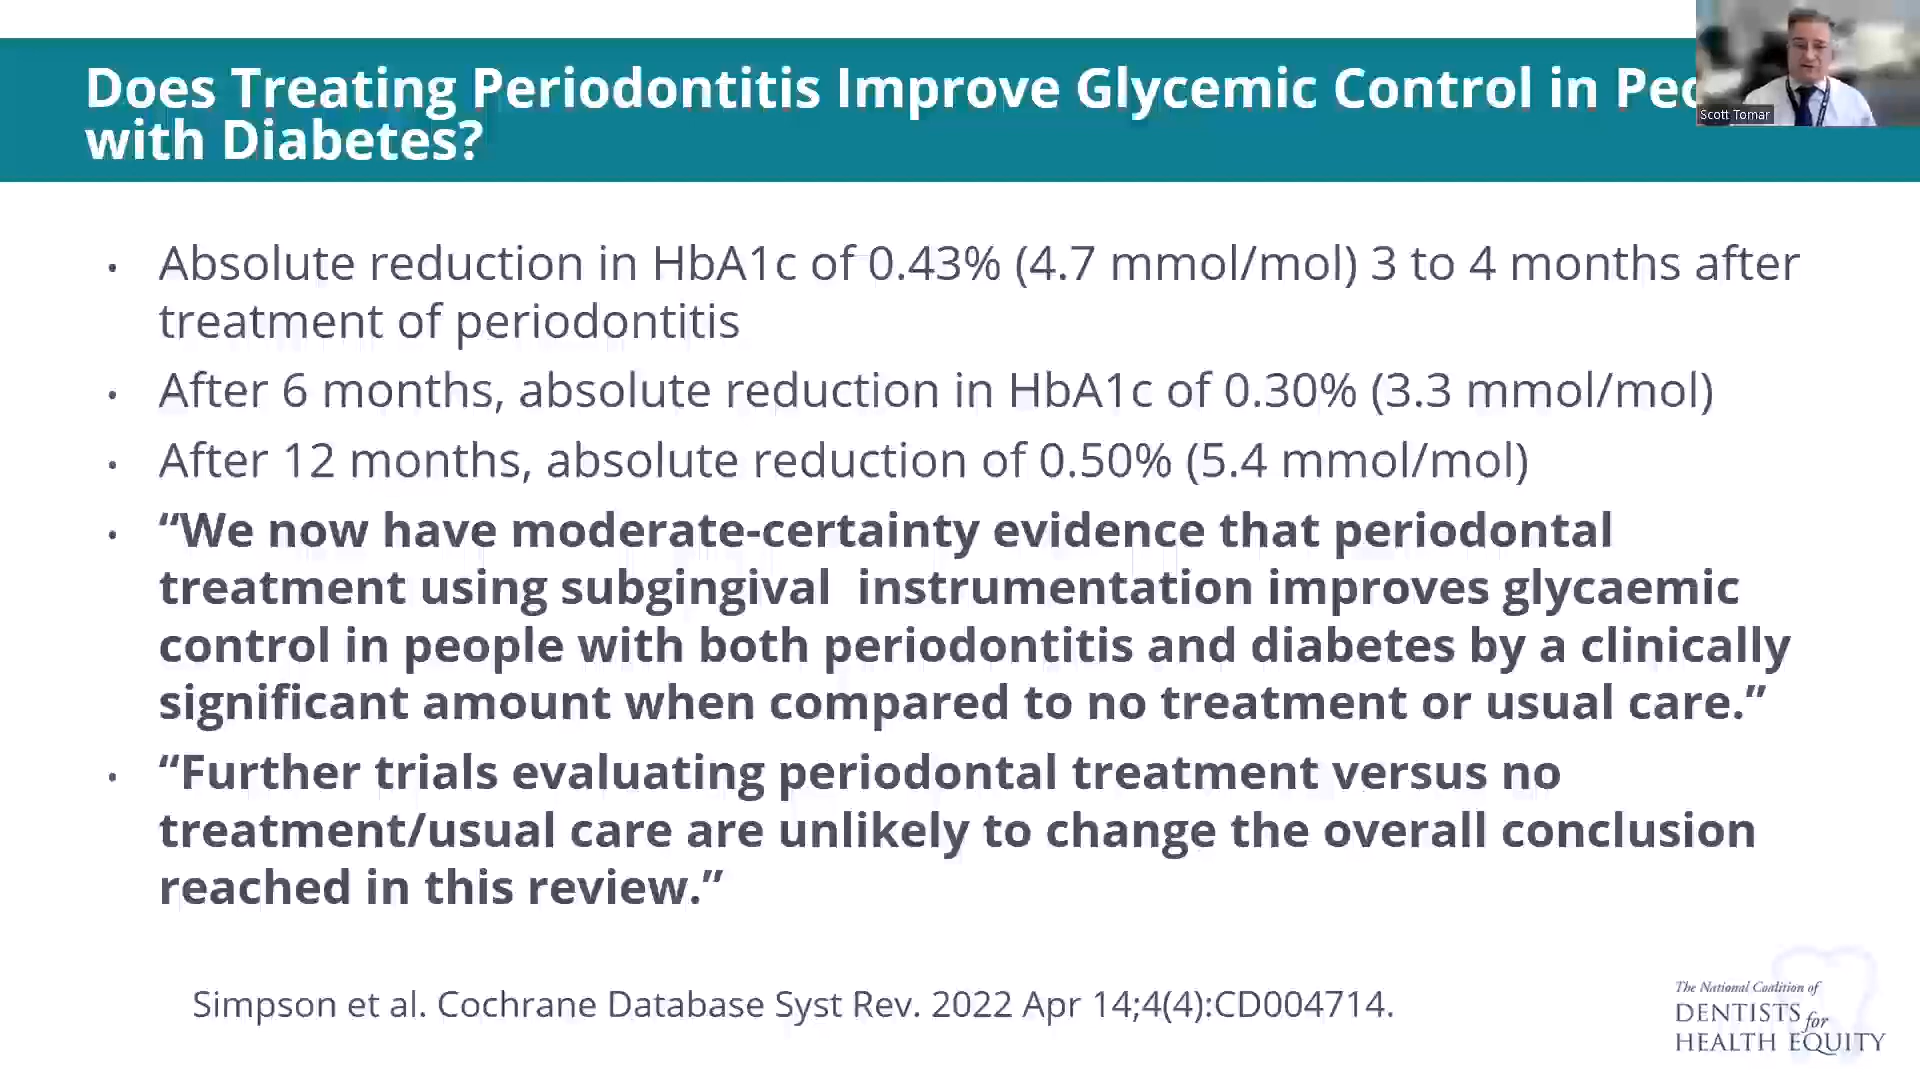 Does Treating Periodontitis Improve Glycemic Control in
with Diabetes?
Scott Tomar
• Absolute reduction in HbA1c of 0.43% (4.7 mmol/mol) 3 to 4 months after
treatment of periodontitis
• After 6 months, absolute reduction in HbA1c of 0.30% (3.3 mmol/mol)
• After 12 months, absolute reduction of 0.50% (5.4 mmol/mol)
• “We now have moderate-certainty evidence that periodontal
treatment using subgingival  instrumentation improves glycaemic
control in people with both periodontitis and diabetes by a clinically
significant amount when compared to no treatment or usual care.”
• “Further trials evaluating periodontal treatment versus no
treatment/usual care are unlikely to change the overall conclusion
reached in this review.”
Simpson et al. Cochrane Database Syst Rev. 2022 Apr 14;4(4):CD004714.
The National Coalition of
DENTISTS for
HEALTH EQUITY